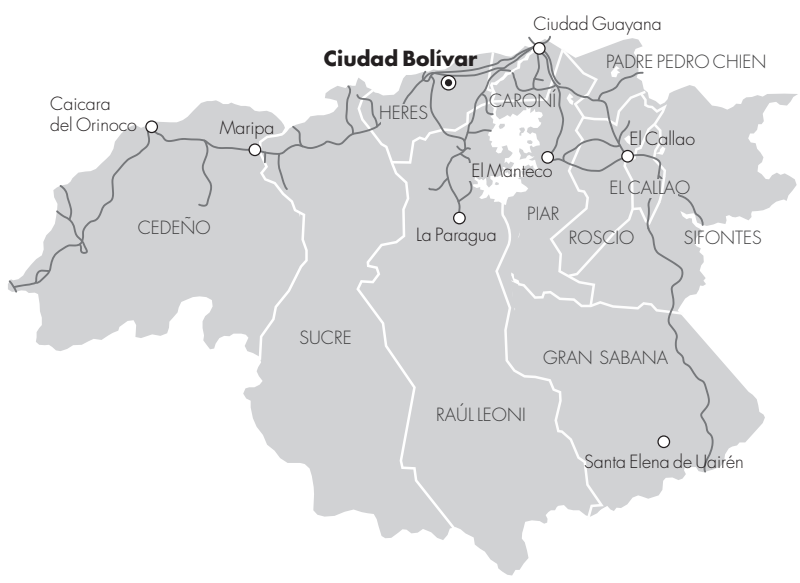 Ciudad Guayana
Ciudad Bolívar
PADRE PEDRO CHIEN
Caicara
del Orinoco
Maripa
HERES
CARONÍ
El Callao
El Manteco
EL CALLAO
CEDEÑO
PIAR
La Paragua
ROSCIO
SIFONTES
SUCRE
GRAN SABANA
RAÚL LEONI
Santa Elena de Uairén